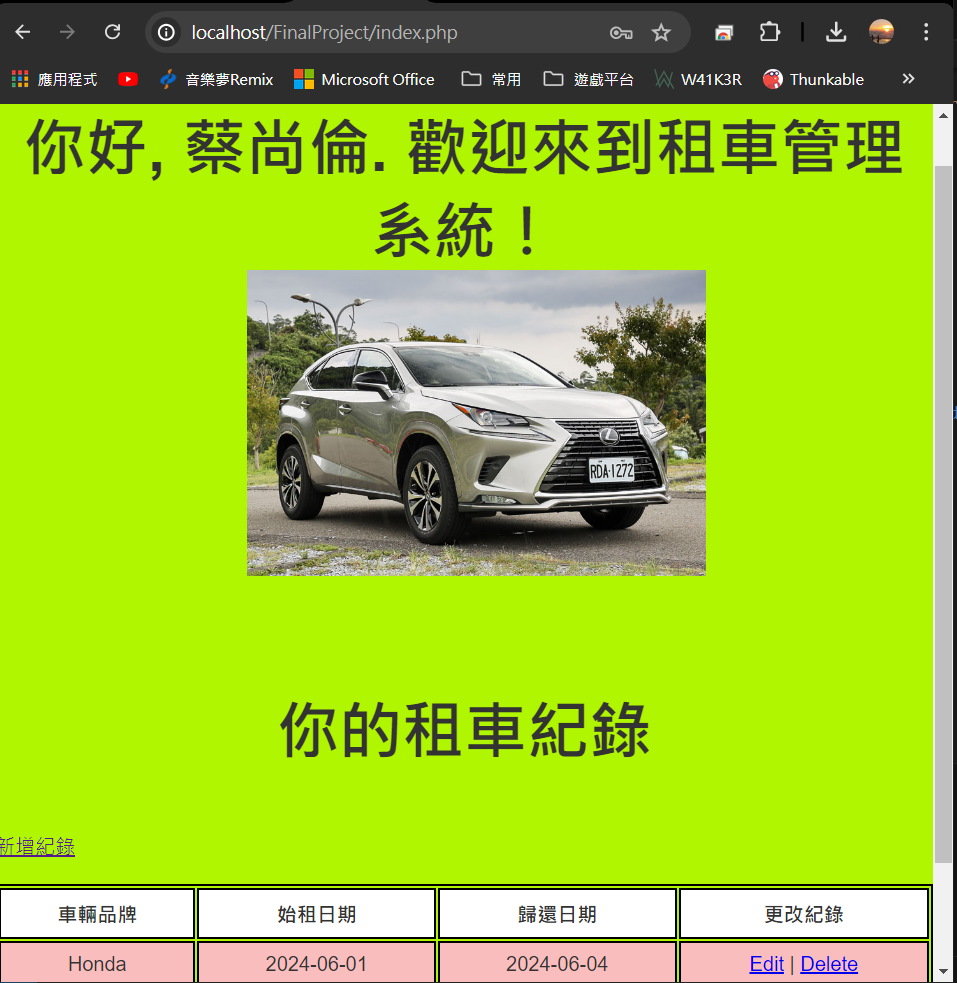 localhost/FinalProject/index.php
應用程式
音樂夢Remix
Microsoft Office
常用
遊戲平台
W41K3R
Thunkable
你好, 蔡尚倫. 歡迎來到租車管理
系統！
RDA-1272
你的租車紀錄
新增紀錄
車輛品牌 始租日期 歸還日期 更改紀錄
Honda 2024-06-01 2024-06-04 Edit | Delete